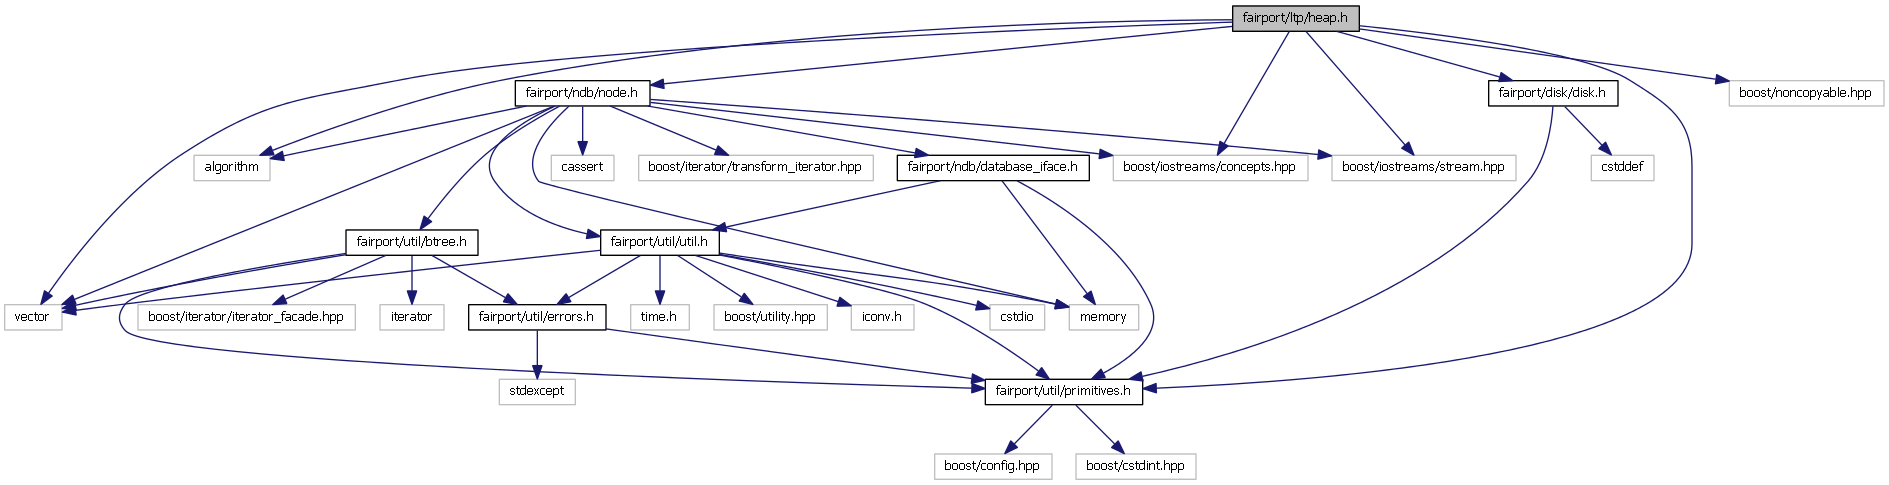 fairport/ltp/heap.h
fairport/ndb/node.h
fairport/disk/disk.h
boost/noncopyable.hpp
algorithm
cassert
boost/iterator/transform_iterator.hpp
fairport/ndb/database_iface.h
boost/iostreams/concepts.hpp
boost/iostreams/stream.hpp
cstddef
fairport/util/btree.h
fairport/util/util.h
vector
boost/iterator/iterator_facade.hpp
iterator
fairport/util/errors.h
time.h
boost/utility.hpp
iconv.h
cstdio
memory
stdexcept
fairport/util/primitives.h
boost/config.hpp
boost/cstdint.hpp